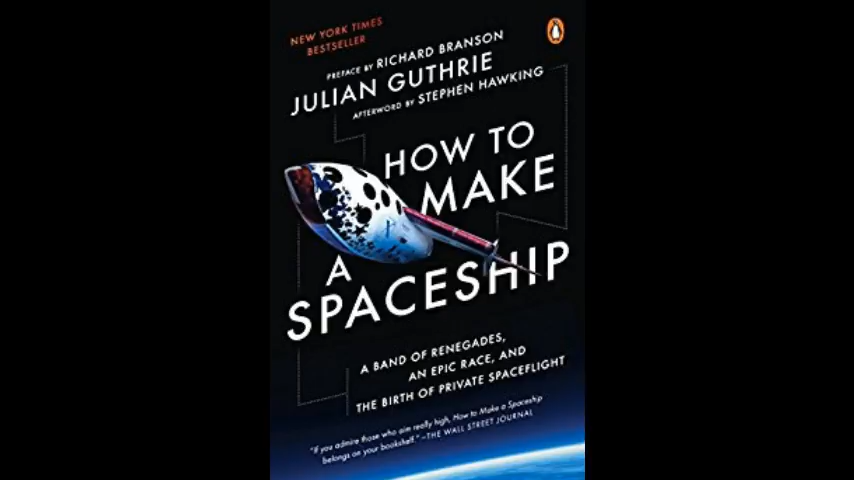 NEW YORK TIMES
BESTSELLER
PREFACE BY RICHARD BRANSON
JULIAN GUTHRIE
AFTERWORD BY STEPHEN HAWKING
HOW TO
MAKE
A
SPACESHIP
A BAND OF RENEGADES,
AN EPIC RACE, AND
THE BIRTH OF PRIVATE SPACEFLIGHT
"If you admire those who aim really high, How to Make a Spaceship
belongs on your bookshelf." —THE WALL STREET JOURNAL